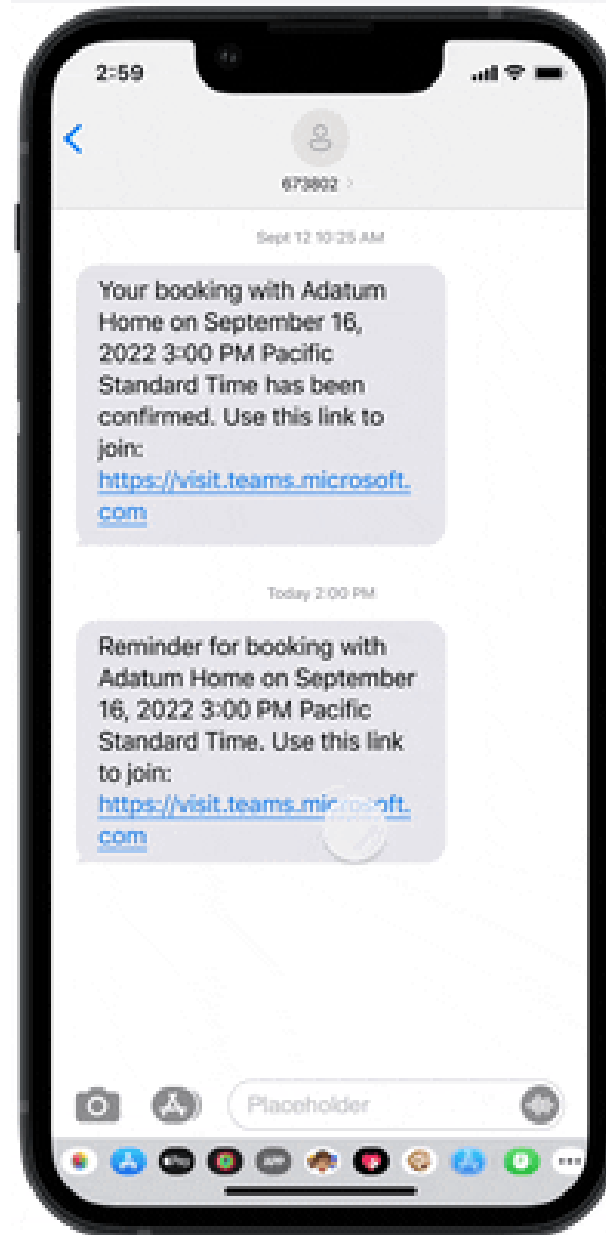 2:59
673802
Sept 12 10:25 AM
Your booking with Adatum
Home on September 16,
2022 3:00 PM Pacific
Standard Time has been
confirmed. Use this link to
join:
https://visit.teams.microsoft.
com
Today 2:00 PM
Reminder for booking with
Adatum Home on September
16, 2022 3:00 PM Pacific
Standard Time. Use this link
to join:
https://visit.teams.microsoft.
com
Placeholder